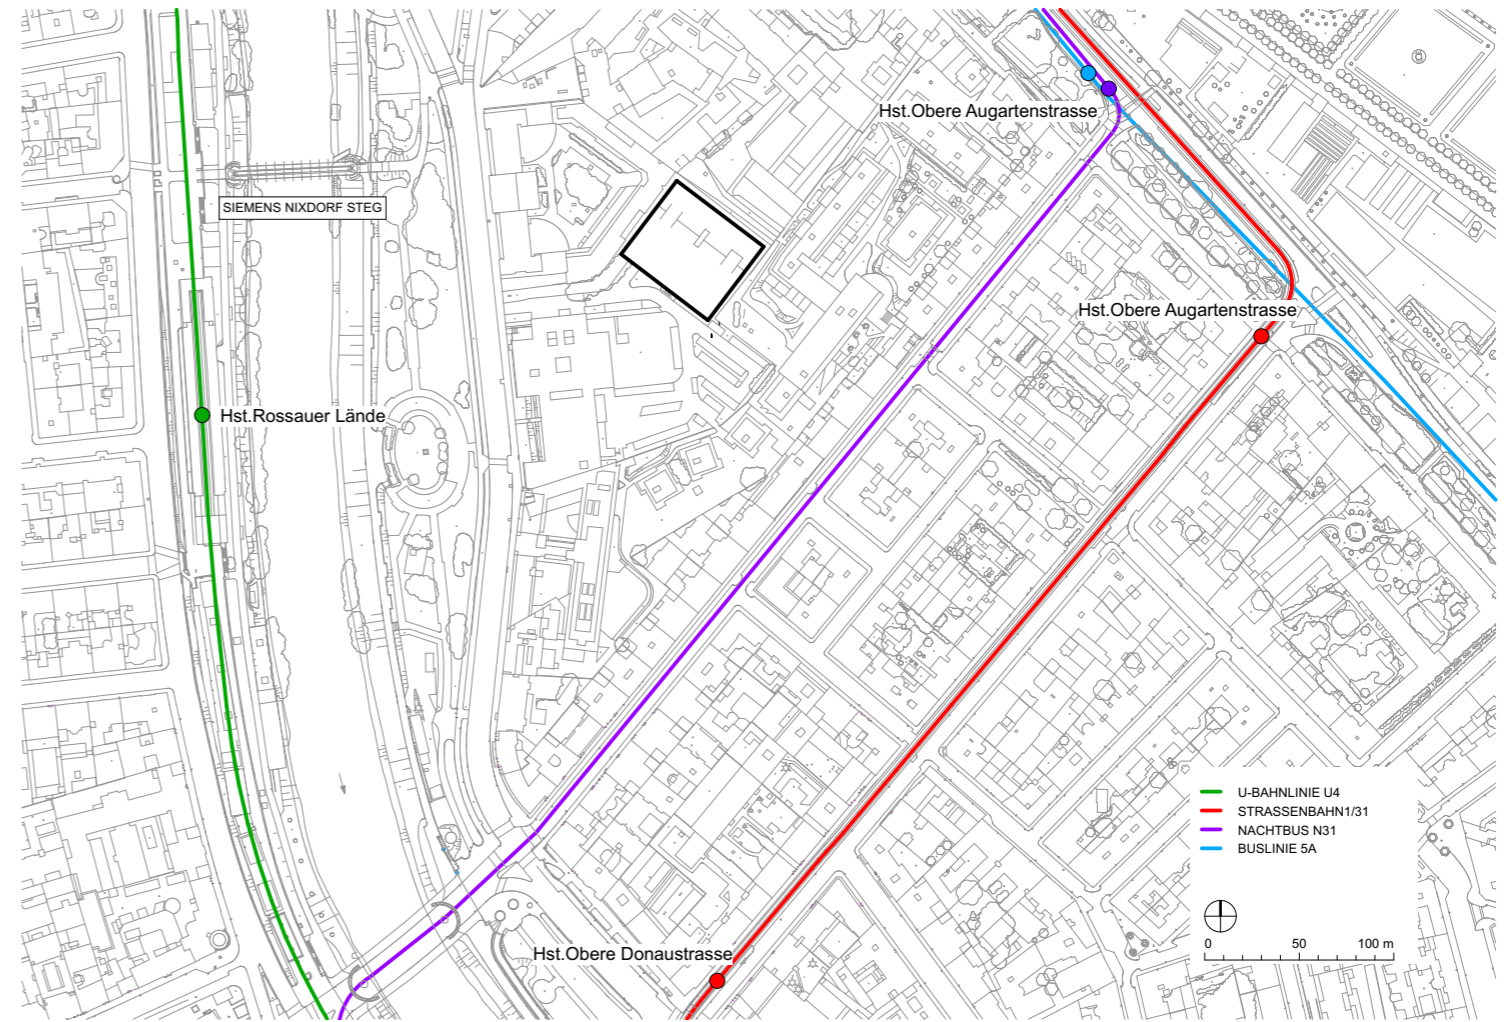 Hst.Obere Augartenstrasse
SIEMENS NIXDORF STEG
Hst.Obere Augartenstrasse
Hst.Rossauer Lände
U-BAHNLINIE U4
STRASSENBAHN1/31
NACHTBUS N31
BUSLINIE 5A
0 50 100 m
Hst.Obere Donaustrasse